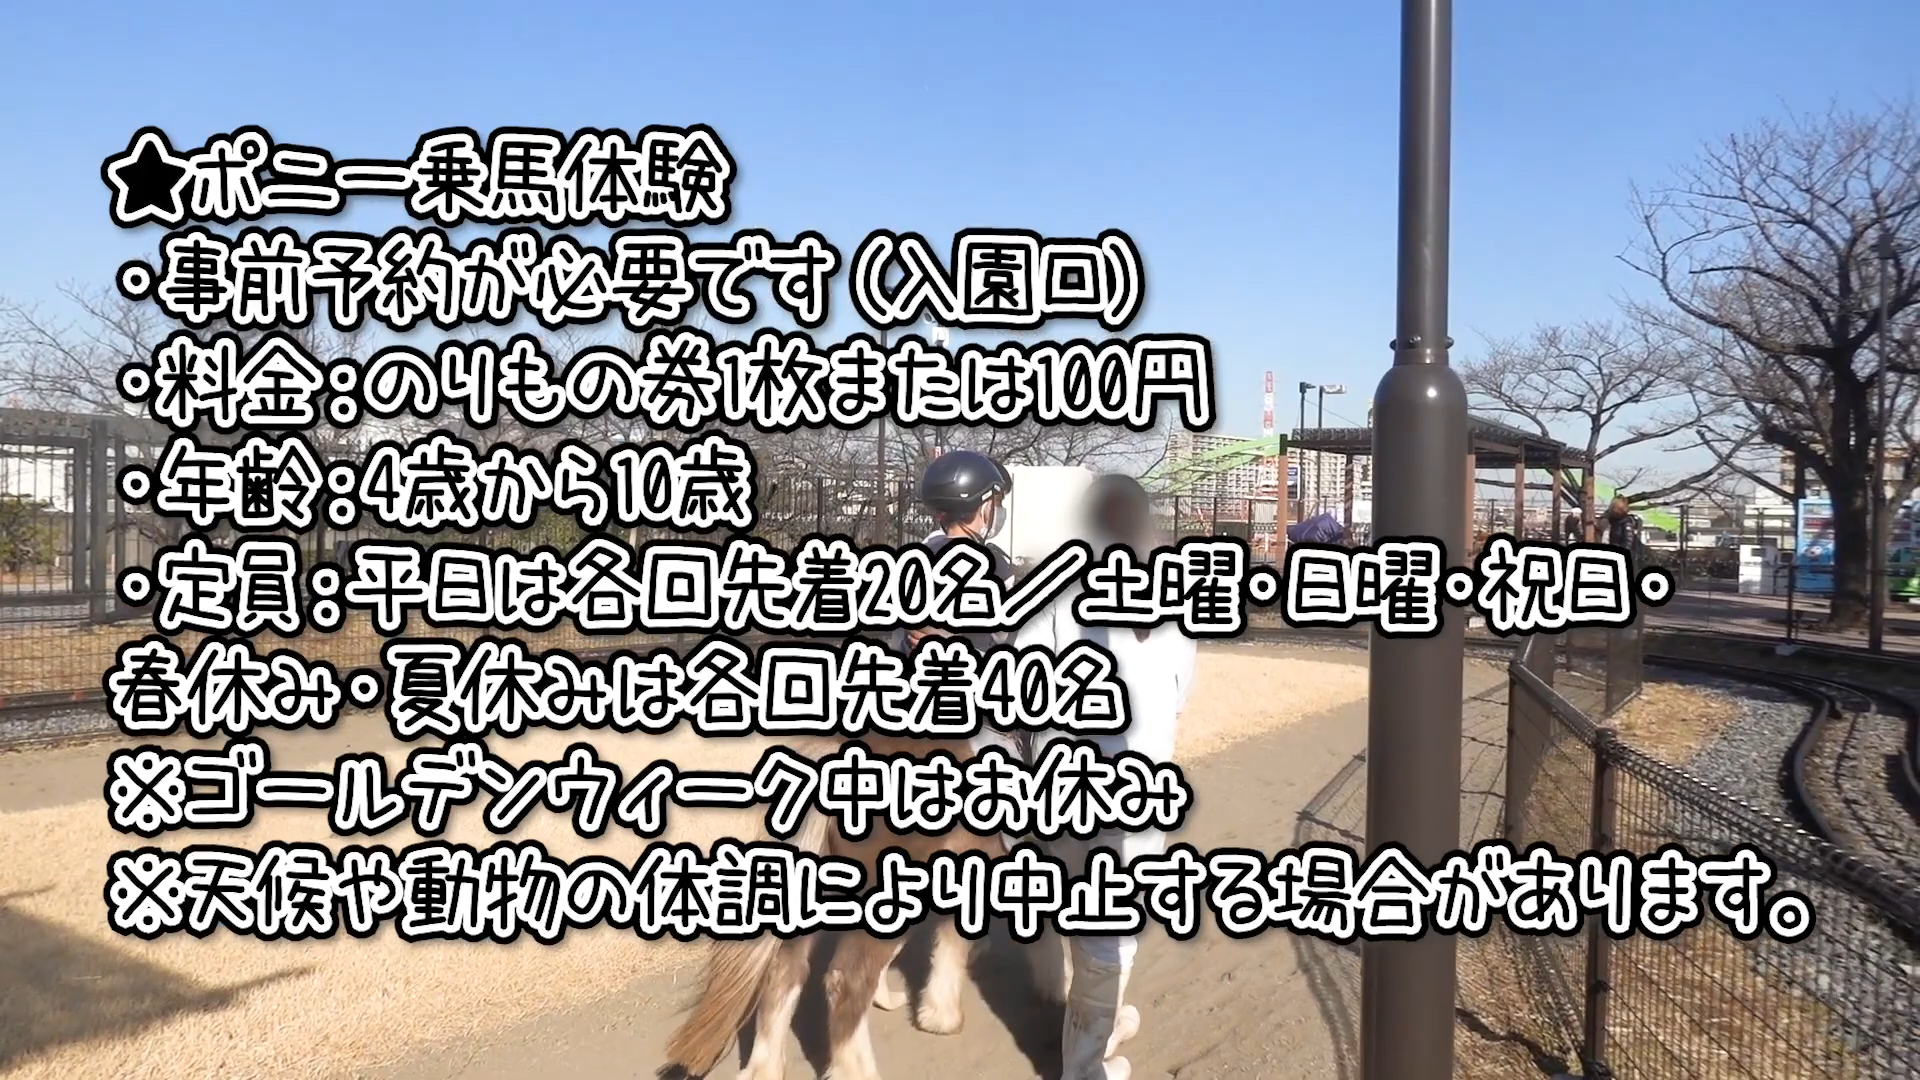 ★ポニー乗馬体験
・事前予約が必要です(入園口)
・料金:のりもの券1枚または100円
・年齢:4歳から10歳
・定員:平日は各回先着20名／土曜・日曜・祝日・
春休み・夏休みは各回先着40名
※ゴールデンウィーク中はお休み
※天候や動物の体調により中止する場合があります。